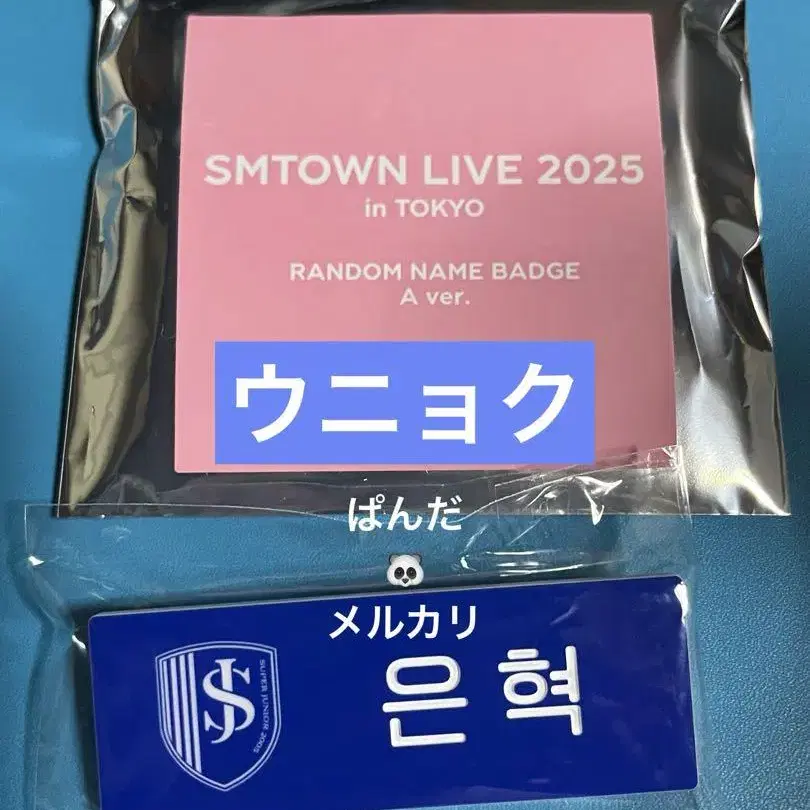 SMTOWN LIVE 2025
in TOKYO
RANDOM NAME BADGE
A ver.
ウニョク
ぱんだ
メルカリ
SJ
SUPER JUNIOR 2005
은혁